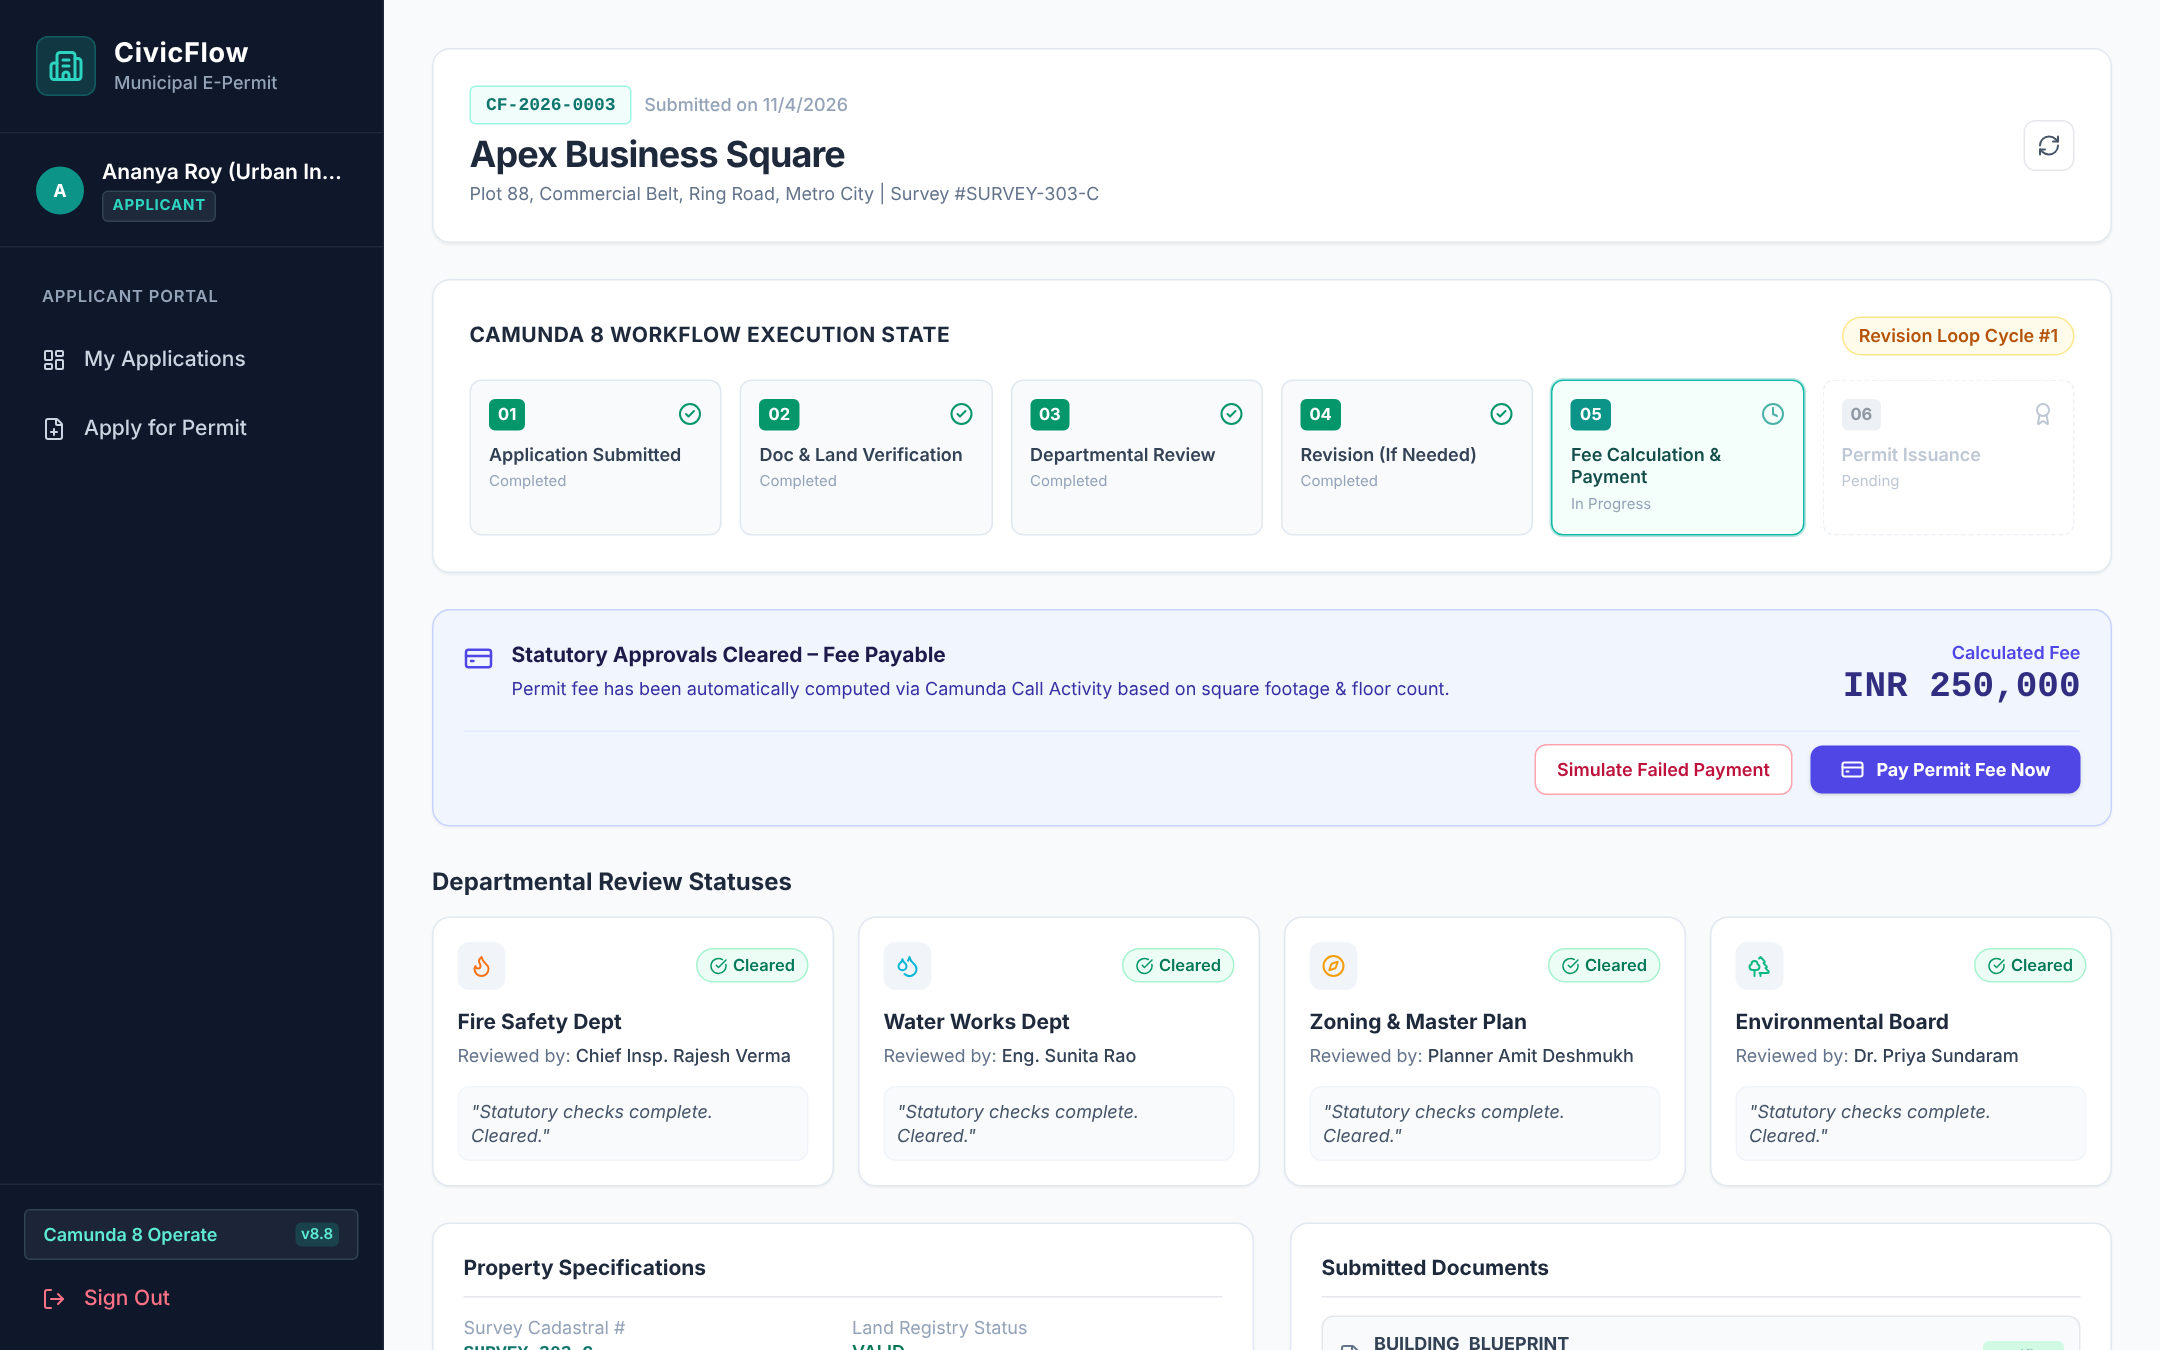 CivicFlow
Municipal E-Permit
A
Ananya Roy (Urban In...
APPLICANT
APPLICANT PORTAL
My Applications
Apply for Permit
Camunda 8 Operate
v8.8
Sign Out
CF-2026-0003
Submitted on 11/4/2026
Apex Business Square
Plot 88, Commercial Belt, Ring Road, Metro City | Survey #SURVEY-303-C
CAMUNDA 8 WORKFLOW EXECUTION STATE
Revision Loop Cycle #1
01
Application Submitted
Completed
02
Doc & Land Verification
Completed
03
Departmental Review
Completed
04
Revision (If Needed)
Completed
05
Fee Calculation &
Payment
In Progress
06
Permit Issuance
Pending
Statutory Approvals Cleared – Fee Payable
Permit fee has been automatically computed via Camunda Call Activity based on square footage & floor count.
Calculated Fee
INR 250,000
Simulate Failed Payment
Pay Permit Fee Now
Departmental Review Statuses
Cleared
Fire Safety Dept
Reviewed by: Chief Insp. Rajesh Verma
"Statutory checks complete.
Cleared."
Cleared
Water Works Dept
Reviewed by: Eng. Sunita Rao
"Statutory checks complete.
Cleared."
Cleared
Zoning & Master Plan
Reviewed by: Planner Amit Deshmukh
"Statutory checks complete.
Cleared."
Cleared
Environmental Board
Reviewed by: Dr. Priya Sundaram
"Statutory checks complete.
Cleared."
Property Specifications
Survey Cadastral #
SURVEY-303-C
Land Registry Status
VALID
Submitted Documents
BUILDING_BLUEPRINT